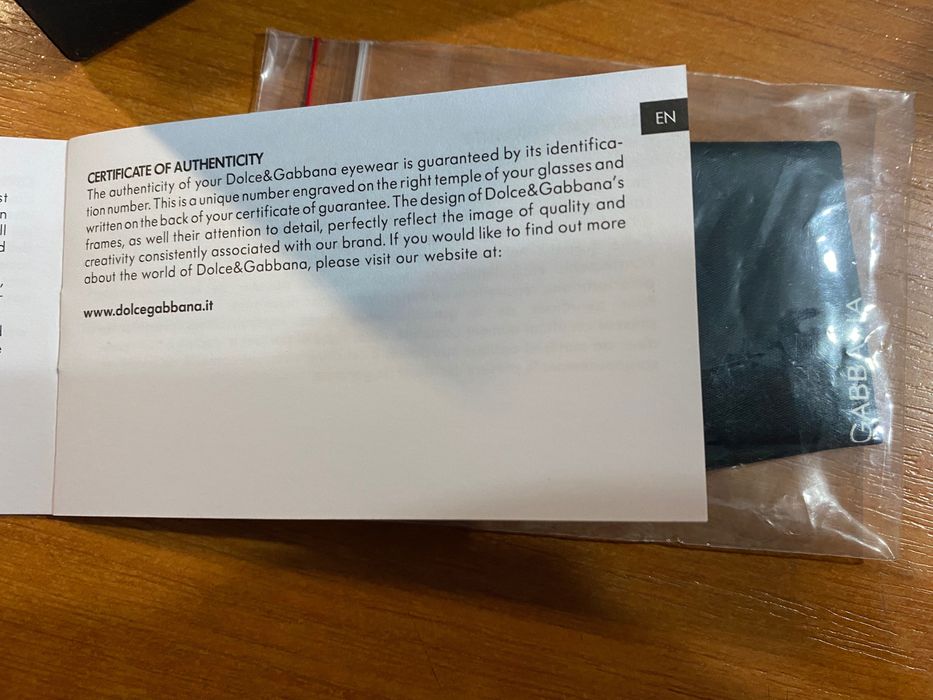 EN
CERTIFICATE OF AUTHENTICITY
The authenticity of your Dolce&Gabbana eyewear is guaranteed by its identifica-
tion number. This is a unique number engraved on the right temple of your glasses and
written on the back of your certificate of guarantee. The design of Dolce&Gabbana's
frames, as well their attention to detail, perfectly reflect the image of quality and
creativity consistently associated with our brand. If you would like to find out more
about the world of Dolce&Gabbana, please visit our website at:
www.dolcegabbana.it
GABBANA